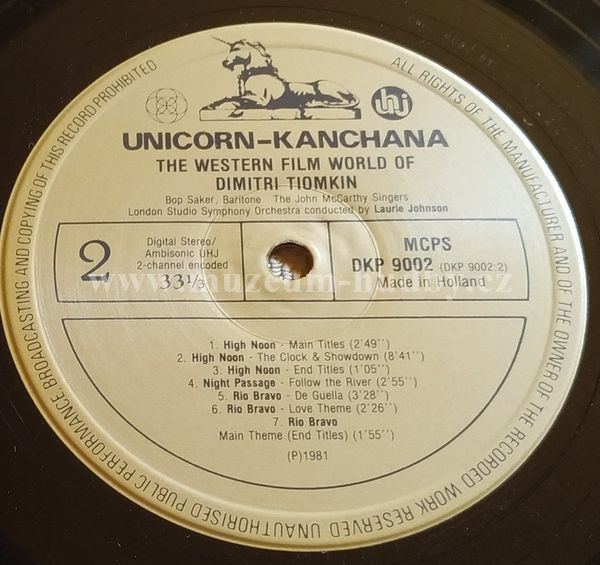 UNICORN-KANCHANA
THE WESTERN FILM WORLD OF
DIMITRI TIOMKIN
Bop Saker, Baritone The John McCarthy Singers
London Studio Symphony Orchestra conducted by Laurie Johnson
2
Digital Stereo/
Ambisonic UHJ
2-channel encoded
33⅓
MCPS
DKP 9002 (DKP 9002:2)
Made in Holland
www.muzeum-hudby.cz
1. High Noon - Main Titles (2'49'')
2. High Noon - The Clock & Showdown (8'41'')
3. High Noon - End Titles (1'05'')
4. Night Passage - Follow the River (2'55'')
5. Rio Bravo - De Guella (3'28'')
6. Rio Bravo - Love Theme (2'26'')
7. Rio Bravo
Main Theme (End Titles) (1'55'')
(P)1981
ALL RIGHTS OF THE MANUFACTURER AND OF THE OWNER OF THE RECORDED WORK RESERVED UNAUTHORISED PUBLIC PERFORMANCE, BROADCASTING AND COPYING OF THIS RECORD PROHIBITED